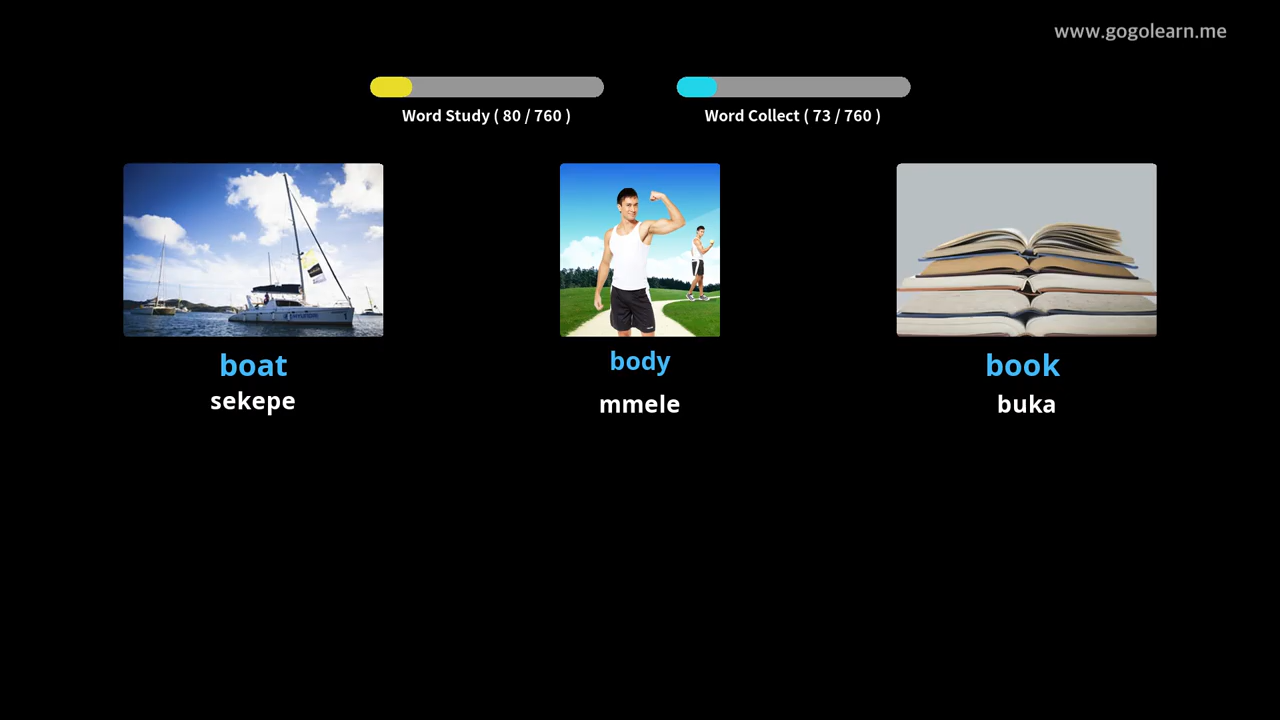 www.gogolearn.me
Word Study ( 80 / 760 )
Word Collect ( 73 / 760 )
boat
sekepe
body
mmele
book
buka